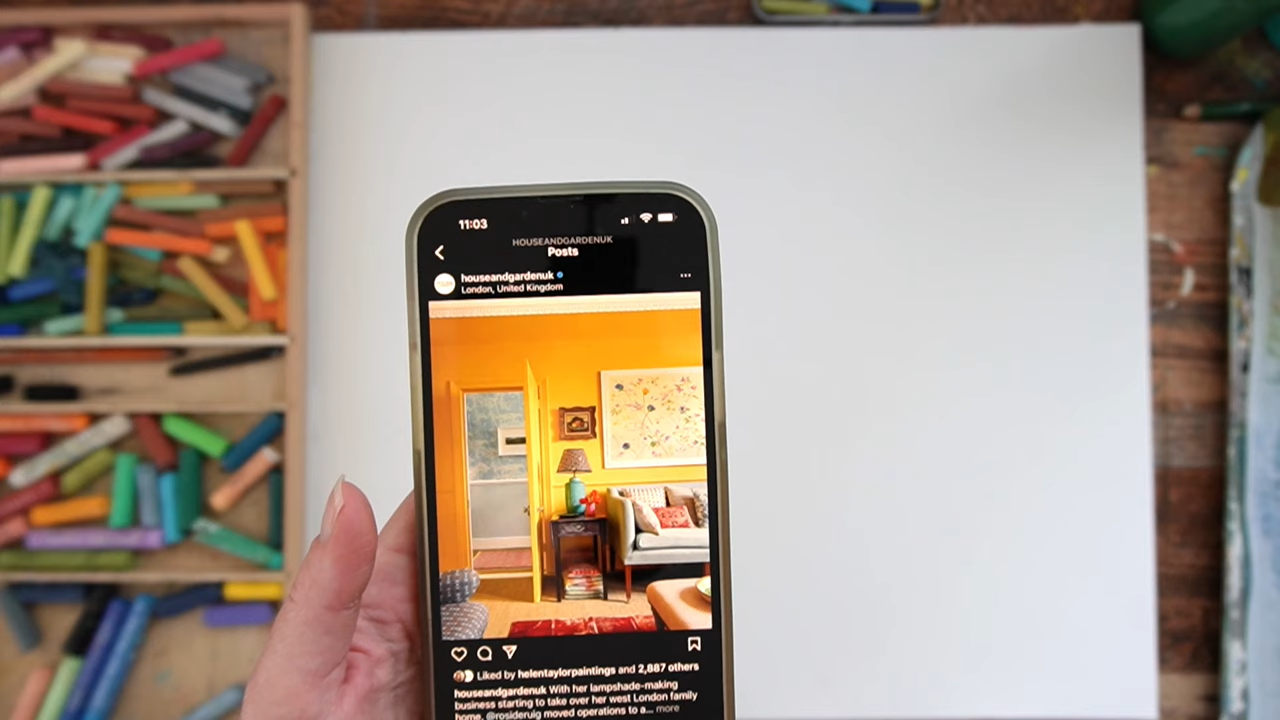 11:03
HOUSEANDGARDENUK
Posts
houseandgardenuk
London, United Kingdom
Liked by helentaylorpaintings and 2,887 others
houseandgardenuk With her lampshade-making
business starting to take over her west London family
home, @rosideruig moved operations to a... more